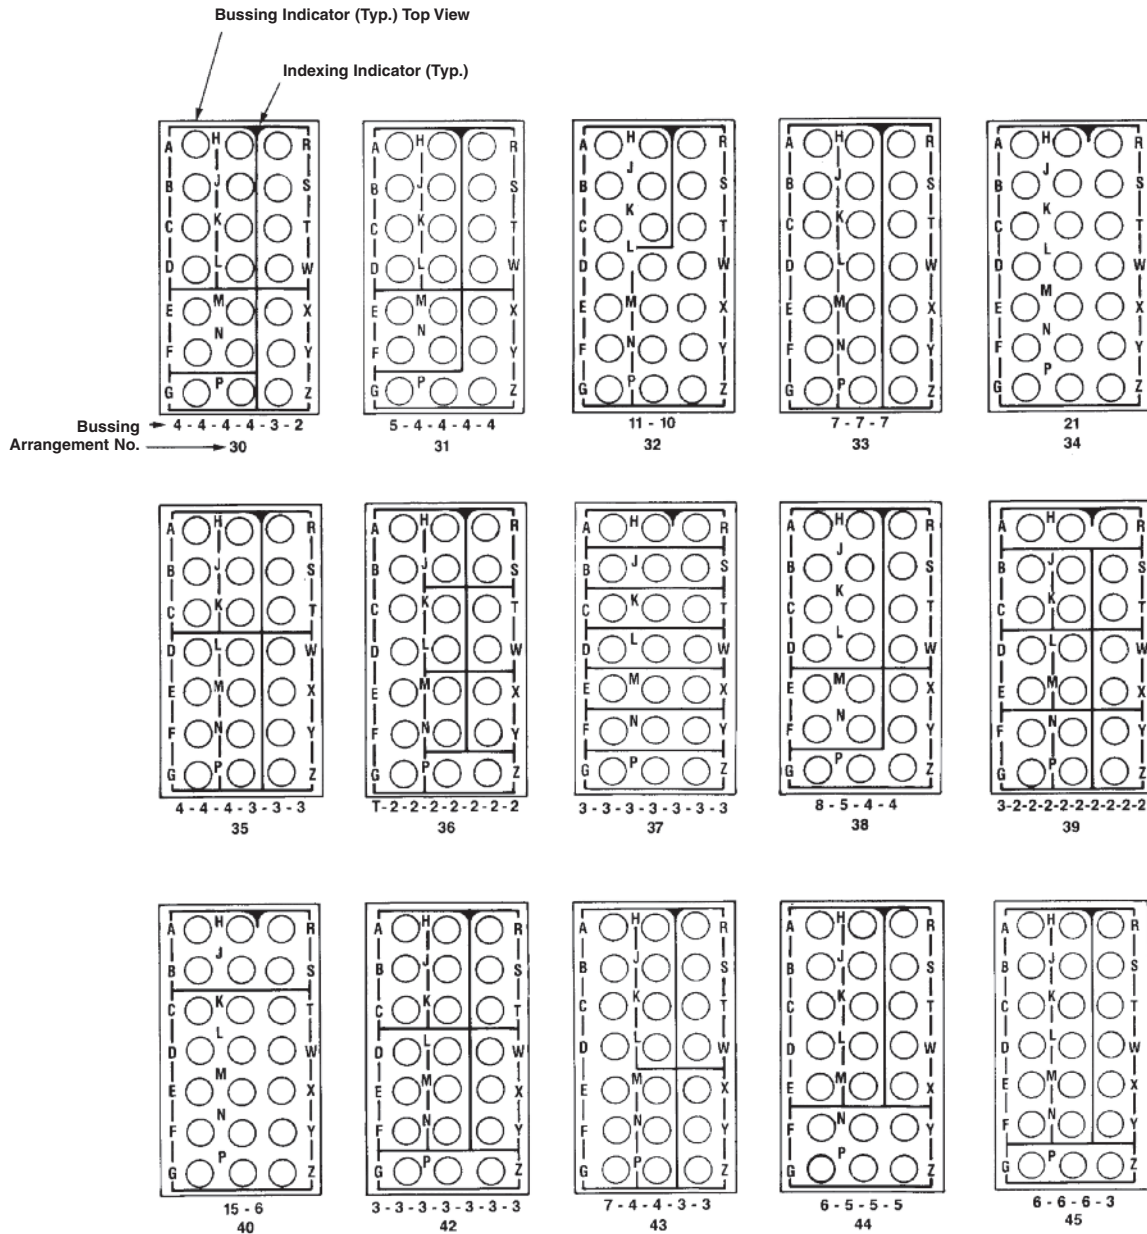 Bussing Indicator (Typ.) Top View
Indexing Indicator (Typ.)
A H R A H R A H R A H R A H R
B J S B J S B J S B J S B J S
C K T C K T C K T C K T C K T
D L W D L W D L W D L W D L W
E M X E M X E M X E M X E M X
F N Y F N Y F N Y F N Y F N Y
G P Z G P Z G P Z G P Z G P Z
Bussing 4 - 4 - 4 - 4 - 3 - 2 5 - 4 - 4 - 4 - 4 11 - 10 7 - 7 - 7 21
Arrangement No. 30 31 32 33 34
A H R A H R A H R A H R A H R
B J S B J S B J S B J S B J S
C K T C K T C K T C K T C K T
D L W D L W D L W D L W D L W
E M X E M X E M X E M X E M X
F N Y F N Y F N Y F N Y F N Y
G P Z G P Z G P Z G P Z G P Z
4 - 4 - 4 - 3 - 3 - 3 T-2-2-2-2-2-2-2 3 - 3 - 3 - 3 - 3 - 3 - 3 - 3 8 - 5 - 4 - 4 3-2-2-2-2-2-2-2-2-2
35 36 37 38 39
A H R A H R A H R A H R A H R
B J S B J S B J S B J S B J S
C K T C K T C K T C K T C K T
D L W D L W D L W D L W D L W
E M X E M X E M X E M X E M X
F N Y F N Y F N Y F N Y F N Y
G P Z G P Z G P Z G P Z G P Z
15 - 6 3 - 3 - 3 - 3 - 3 - 3 - 3 7 - 4 - 4 - 3 - 3 6 - 5 - 5 - 5 6 - 6 - 6 - 3
40 42 43 44 45